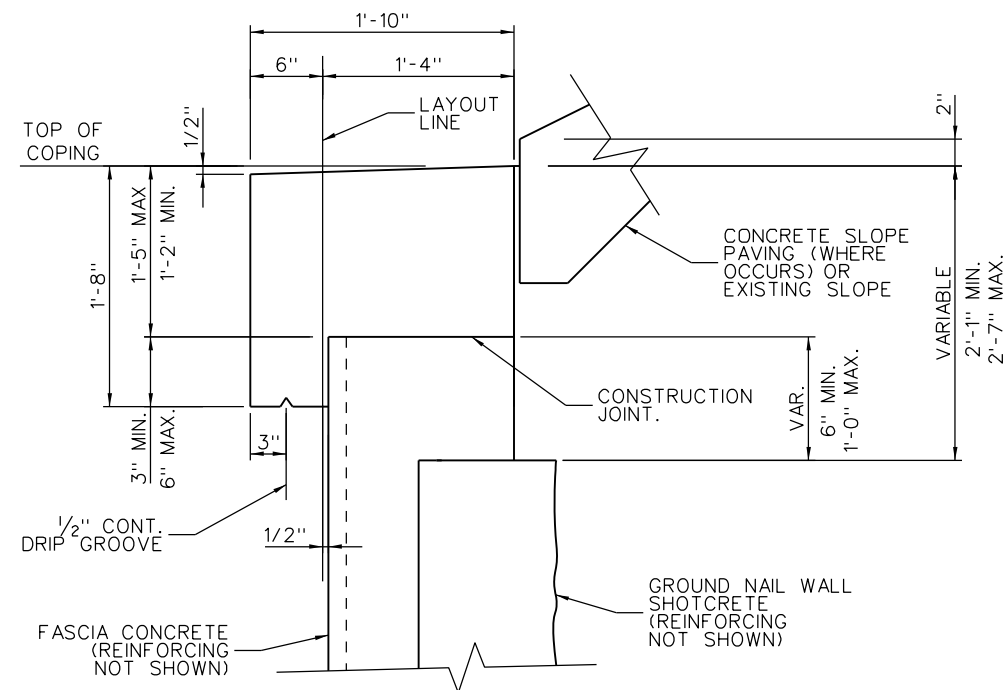 1'-10"
6"
1'-4"
LAYOUT
LINE
TOP OF
COPING
1/2"
2"
1'-8"
1'-5" MAX
1'-2" MIN.
CONCRETE SLOPE
PAVING (WHERE
OCCURS) OR
EXISTING SLOPE
VARIABLE
2'-1" MIN.
2'-7" MAX.
CONSTRUCTION
JOINT.
VAR.
6" MIN.
1'-0" MAX.
3" MIN.
6" MAX.
3"
1/2" CONT.
DRIP GROOVE
1/2"
GROUND NAIL WALL
SHOTCRETE
(REINFORCING
NOT SHOWN)
FASCIA CONCRETE
(REINFORCING
NOT SHOWN)